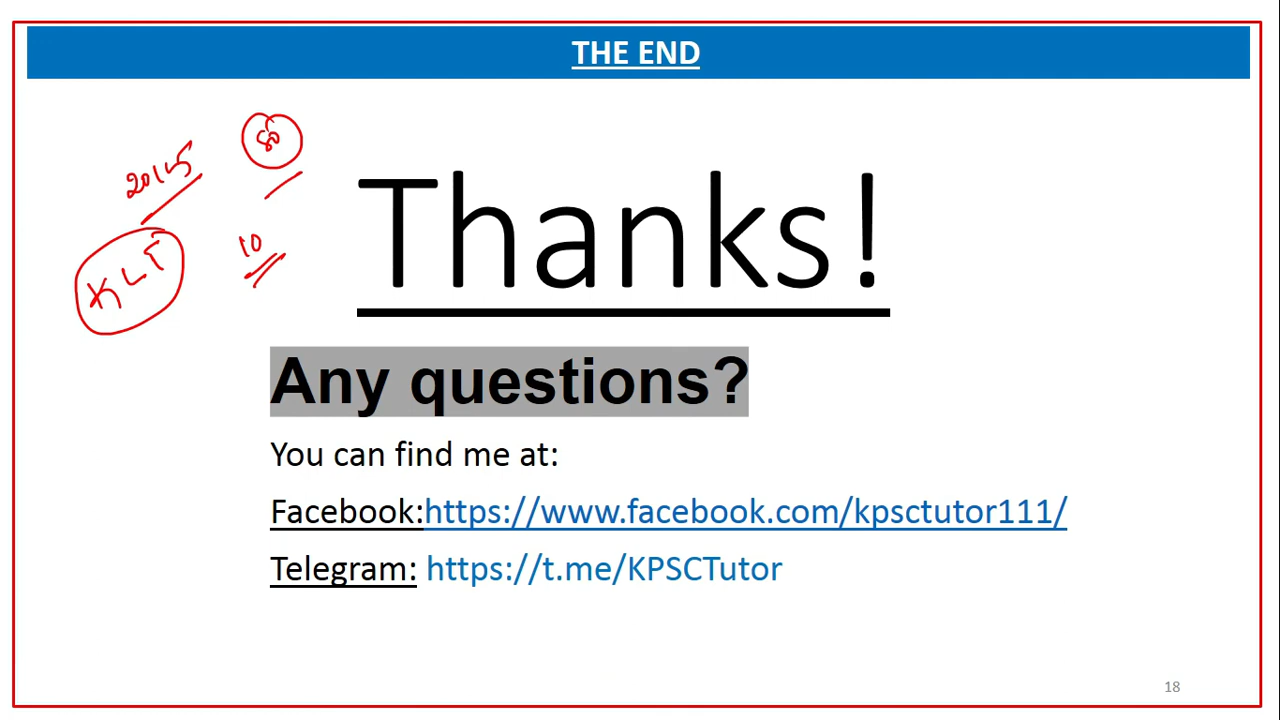 THE END
80
10
KLT
Thanks!
Any questions?
You can find me at:
Facebook:https://www.facebook.com/kpsctutor111/
Telegram: https://t.me/KPSCTutor
18